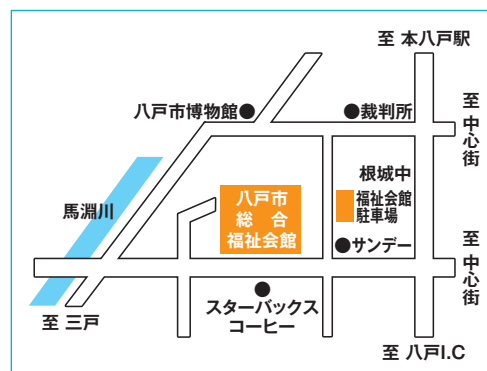 至 本八戸駅
八戸市博物館
裁判所
至 中心街
根城中
福祉会館
駐車場
八戸市
総 合
福祉会館
馬淵川
サンデー
至 中心街
スターバックス
コーヒー
至 三戸
至 八戸I.C